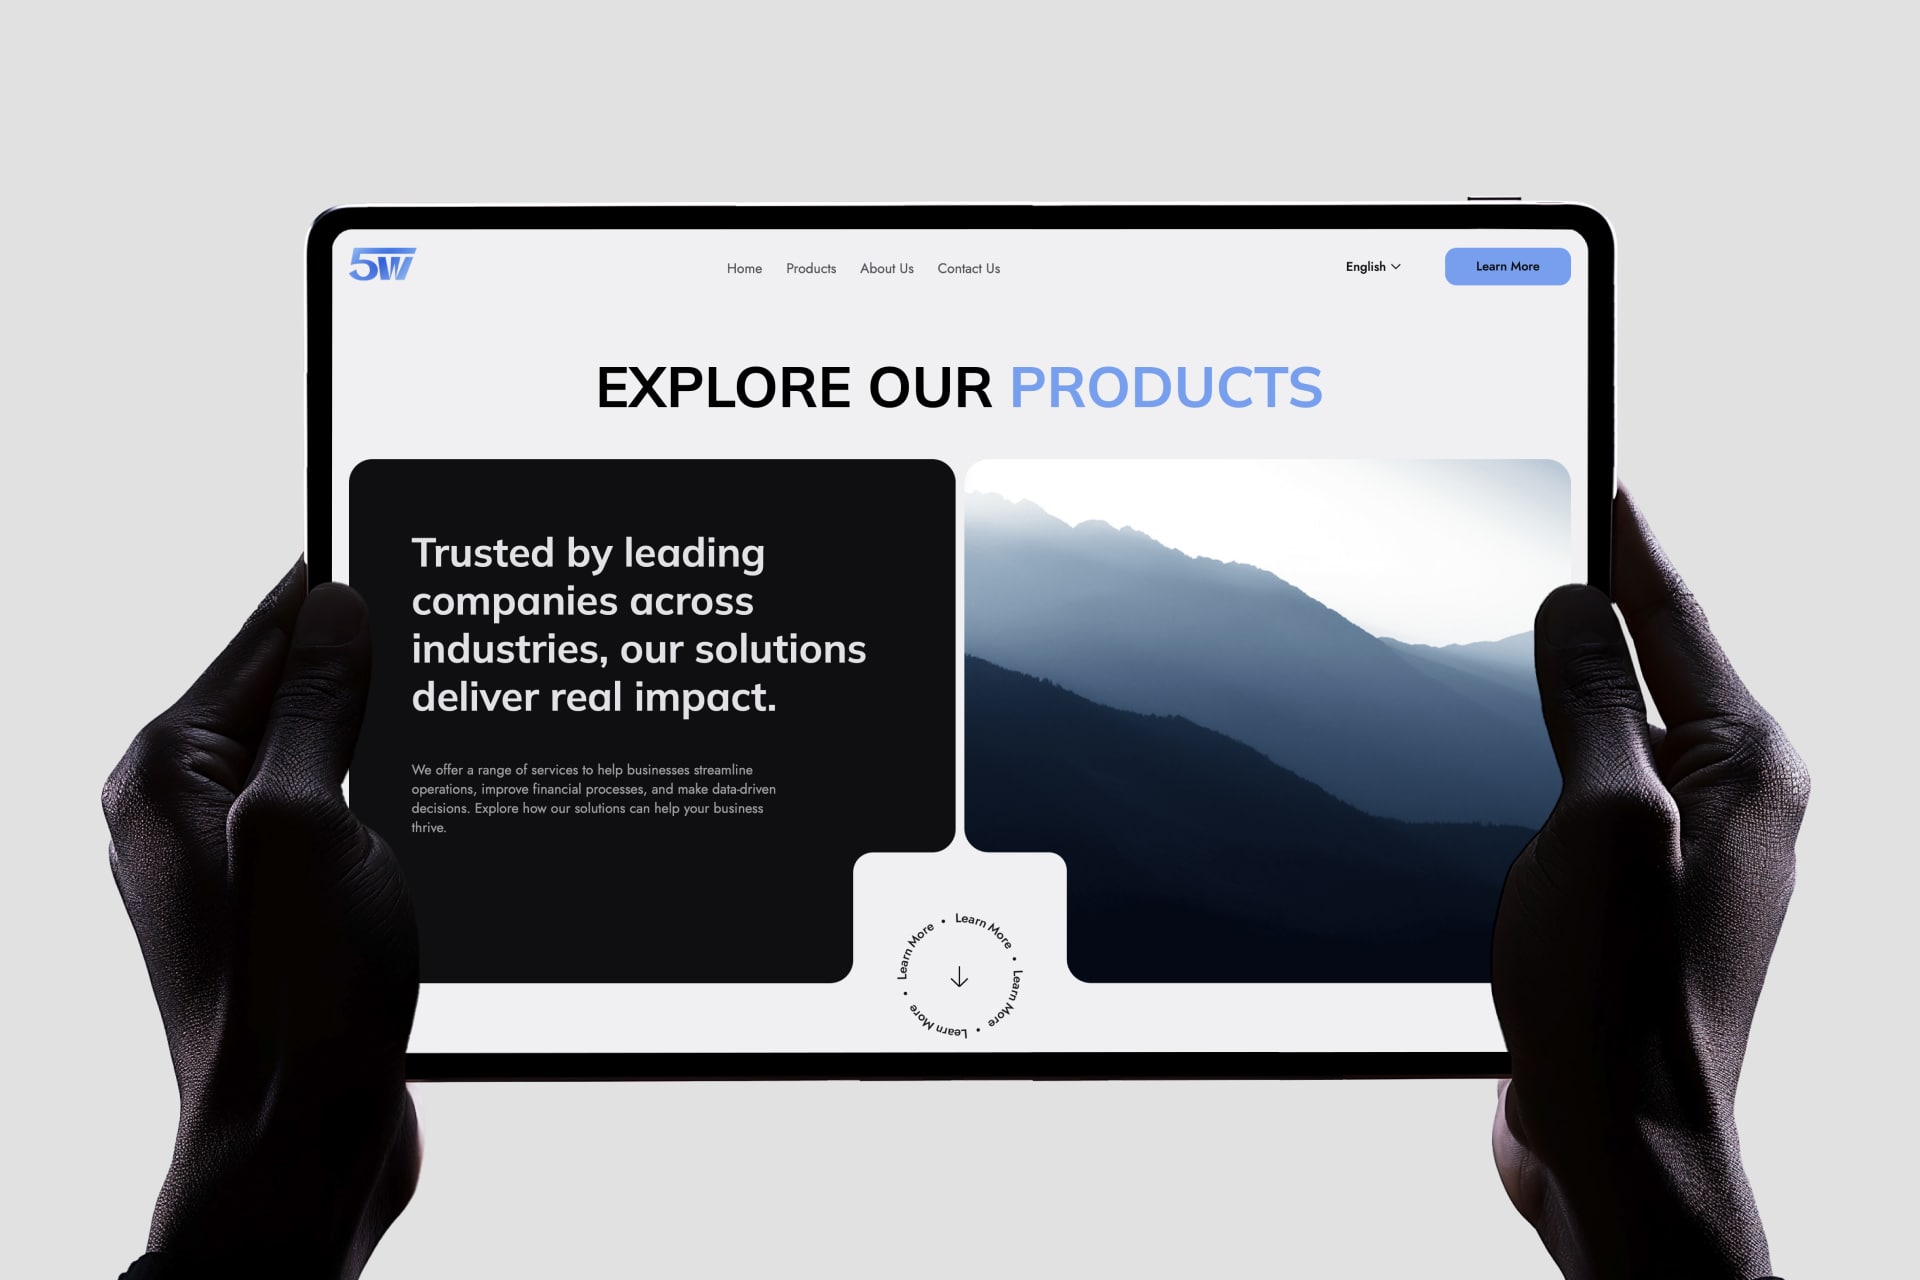 5W
Home Products About Us Contact Us
English
Learn More
EXPLORE OUR PRODUCTS
Trusted by leading
companies across
industries, our solutions
deliver real impact.
We offer a range of services to help businesses streamline
operations, improve financial processes, and make data-driven
decisions. Explore how our solutions can help your business
thrive.
Learn More • Learn More • Learn More • Learn More • Learn More •